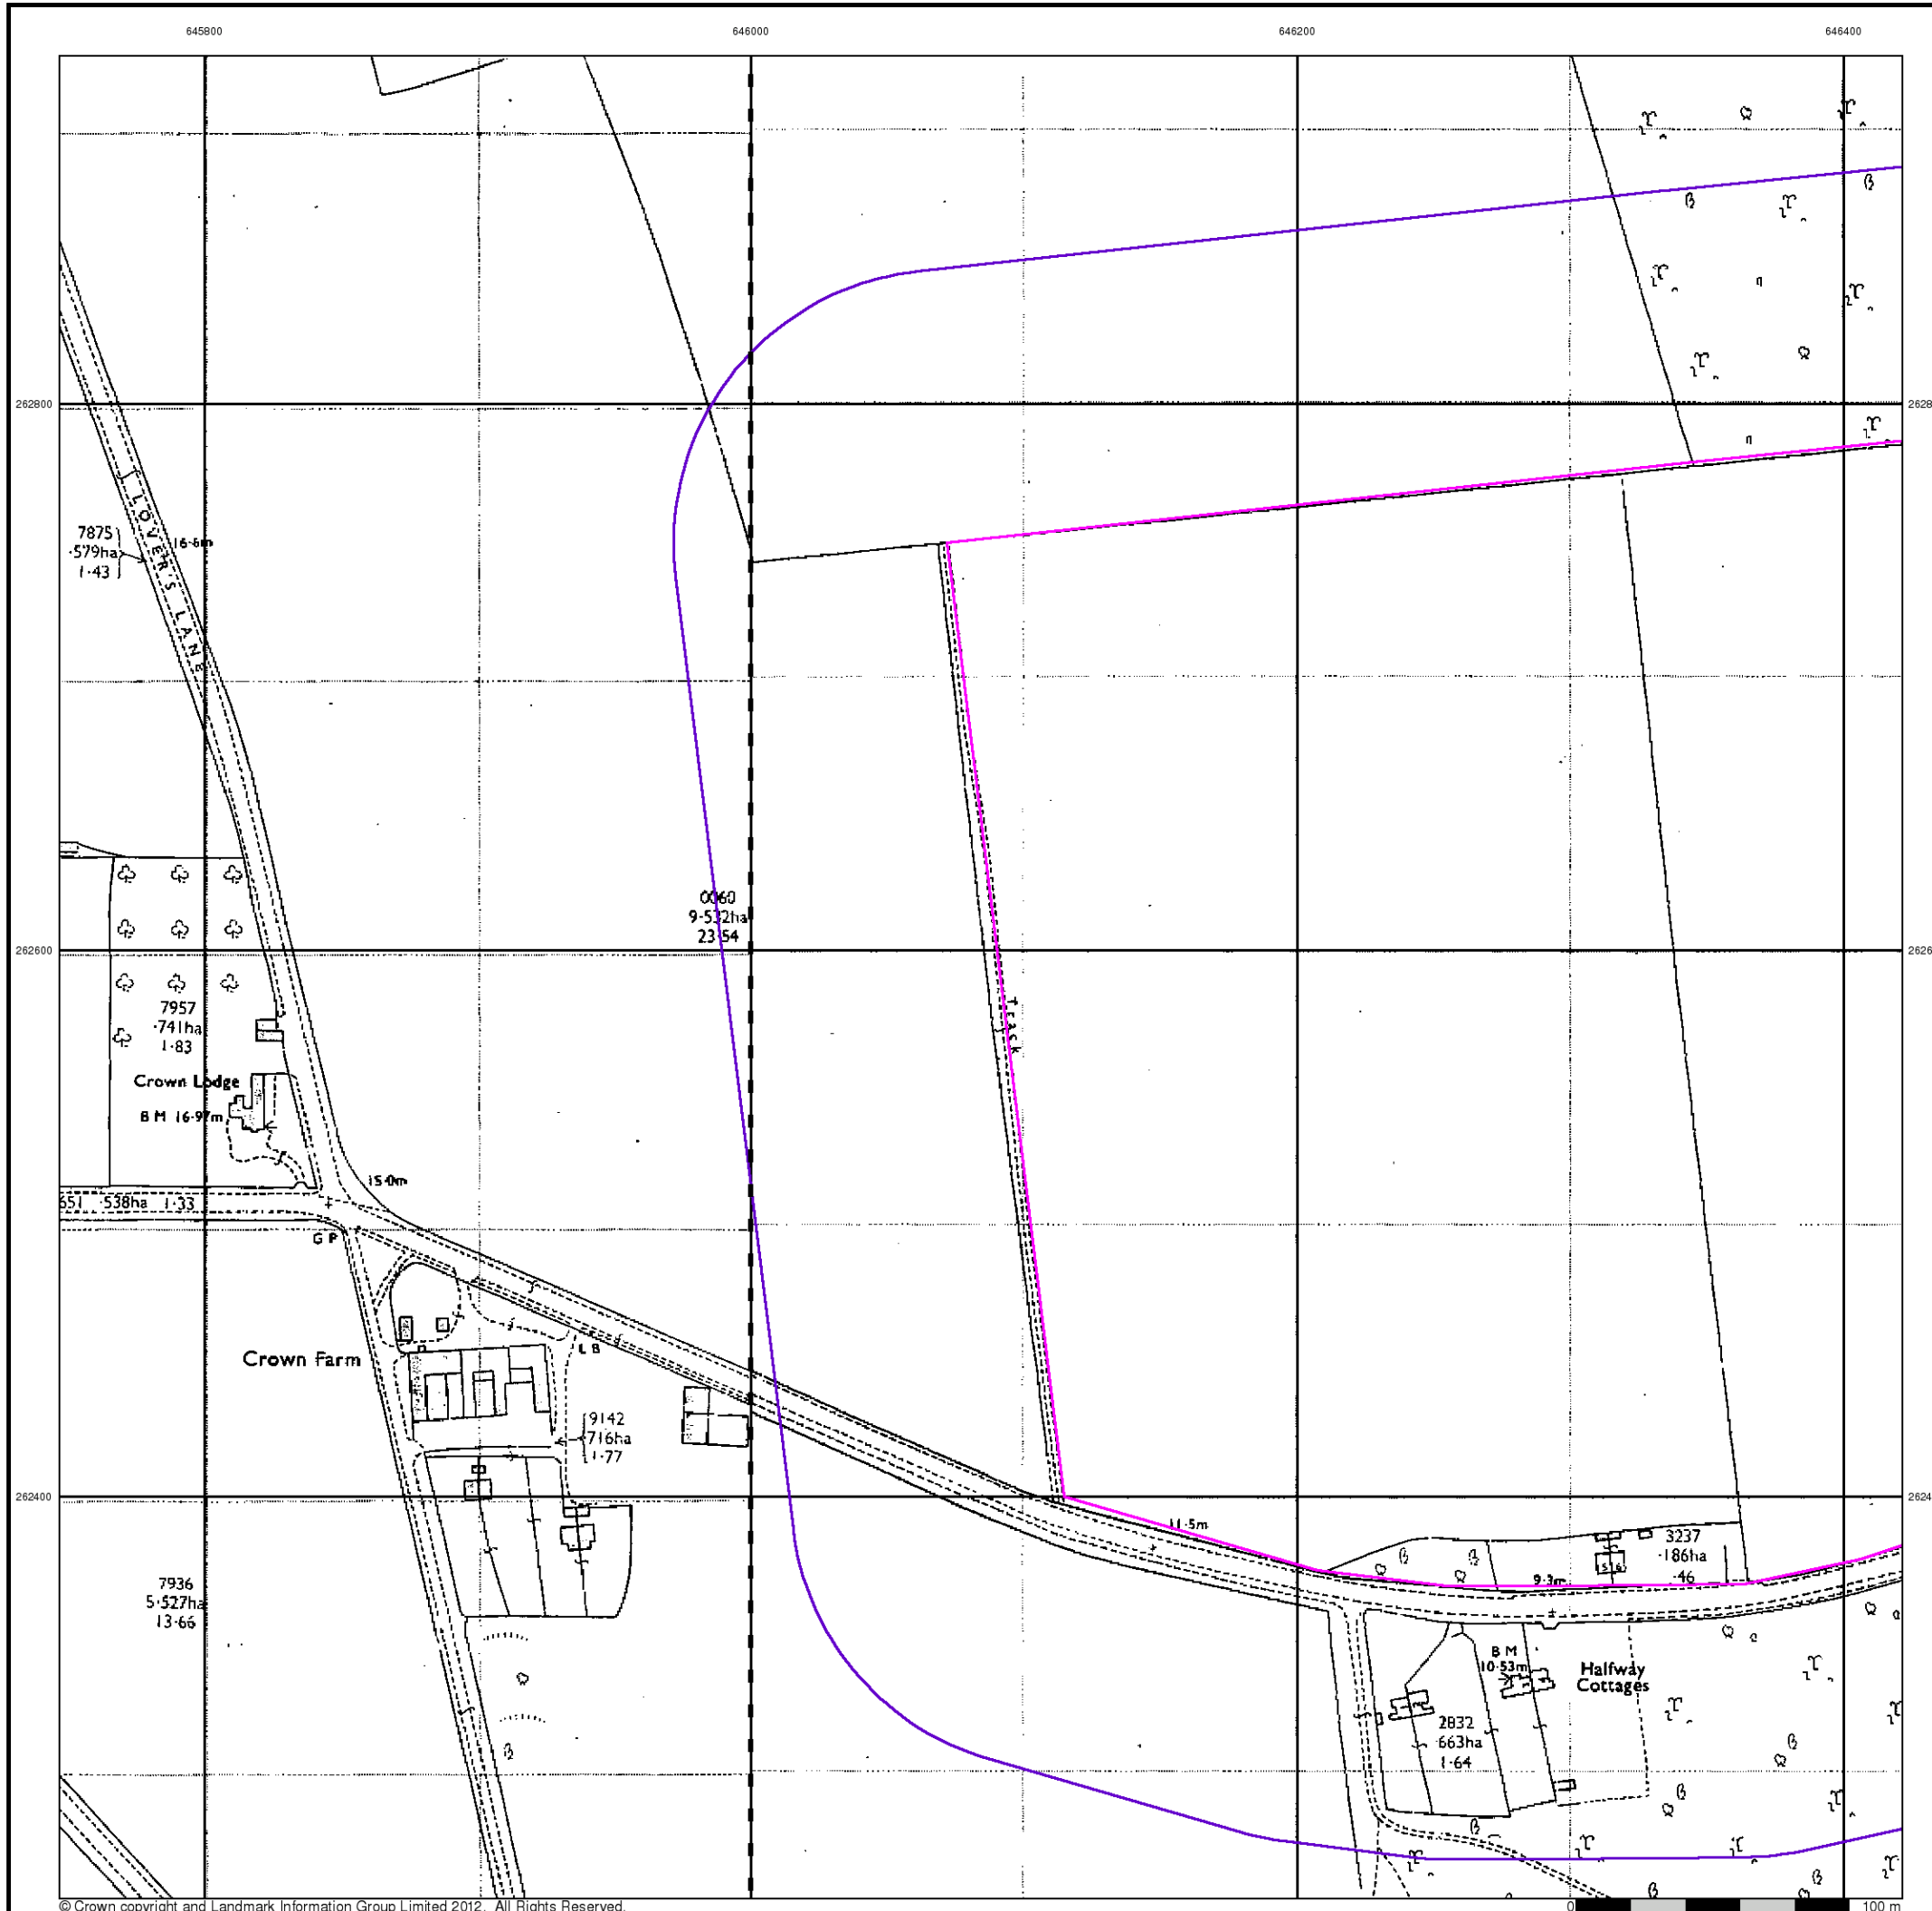 645800
646000
646200
646400
262800
2628
7875
·579ha
1·43
LOVER'S LANE
16·6m
0060
9·532ha
23·54
262600
2626
7957
·741ha
1·83
Track
Crown Lodge
B M 16·97m
15·0m
651 ·538ha 1·33
G P
L B
Crown Farm
9142
·716ha
1·77
262400
2624
11·5m
3237
·186ha
·46
9·3m
7936
5·527ha
13·66
B M
10·53m
Halfway
Cottages
2832
·663ha
1·64
© Crown copyright and Landmark Information Group Limited 2012. All Rights Reserved.
0
100 m